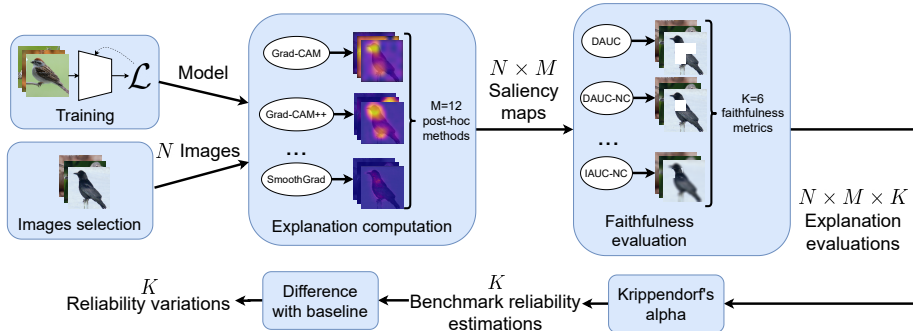 ℒ
Training
Model
N Images
Images selection
Grad-CAM
Grad-CAM++
...
SmoothGrad
M=12
post-hoc
methods
Explanation computation
N × M
Saliency
maps
DAUC
DAUC-NC
...
IAUC-NC
K=6
faithfulness
metrics
Faithfulness
evaluation
N × M × K
Explanation
evaluations
Krippendorf's
alpha
K
Benchmark reliability
estimations
Difference
with baseline
K
Reliability variations